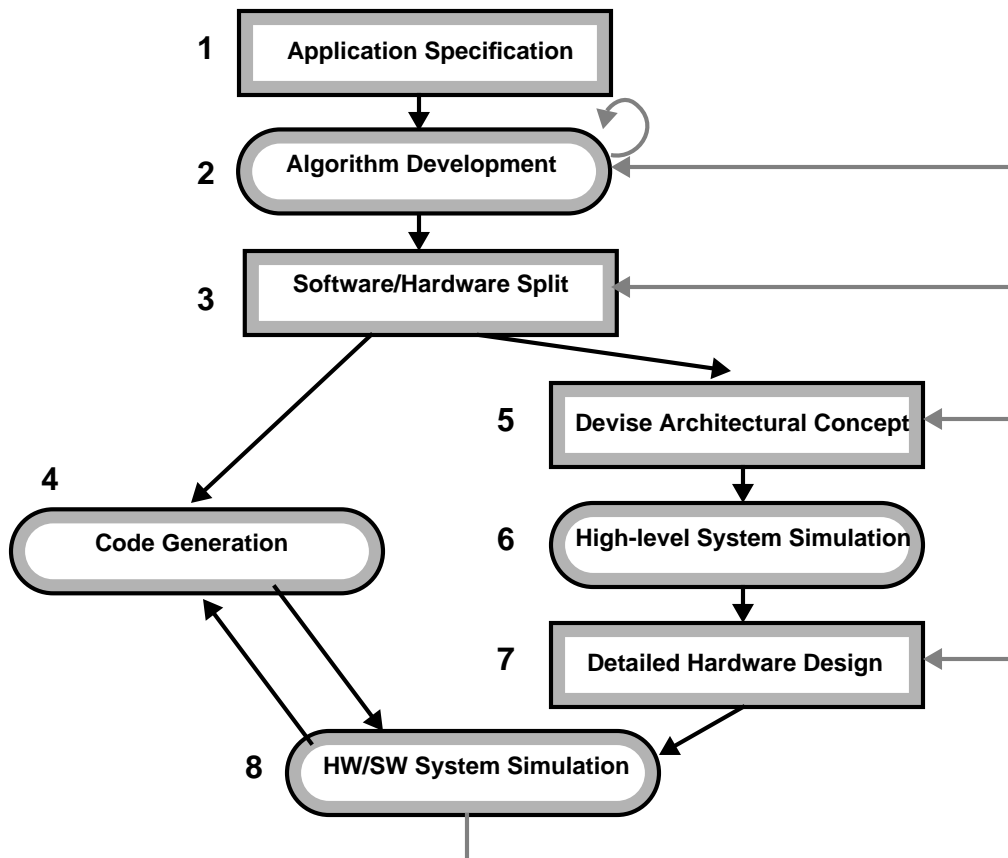 1
Application Specification
2
Algorithm Development
3
Software/Hardware Split
5
Devise Architectural Concept
4
Code Generation
6
High-level System Simulation
7
Detailed Hardware Design
8
HW/SW System Simulation